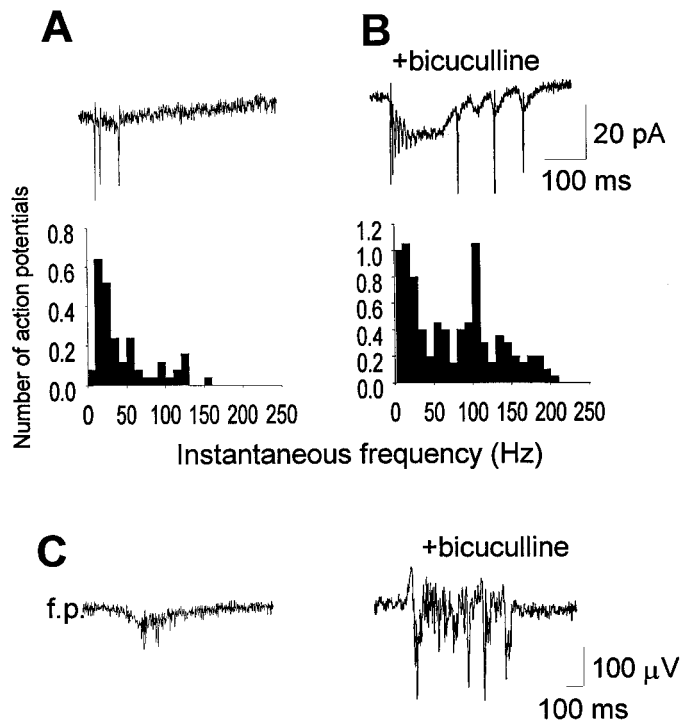 A
B
+bicuculline
20 pA
100 ms
Number of action potentials
0.8
0.6
0.4
0.2
0.0
0 50 100 150 200 250
1.2
1.0
0.8
0.6
0.4
0.2
0.0
0 50 100 150 200 250
Instantaneous frequency (Hz)
C
+bicuculline
f.p.
100 μV
100 ms